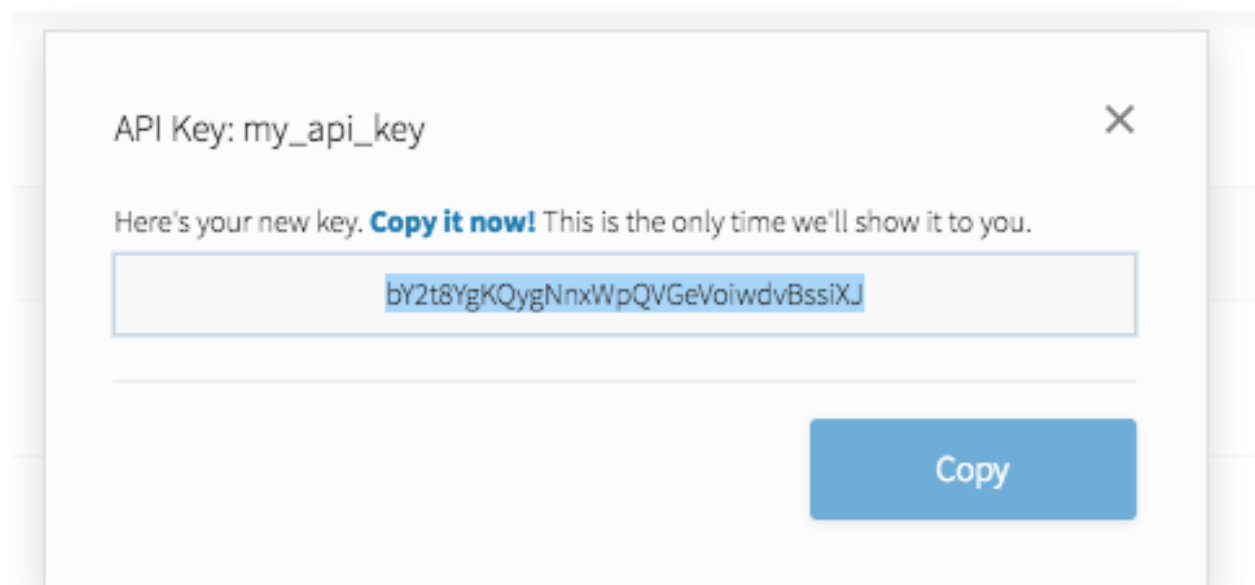 API Key: my_api_key
Here's your new key. Copy it now! This is the only time we'll show it to you.
bY2t8YgKQygNnxWpQVGeVoiwdvBssiXJ
Copy